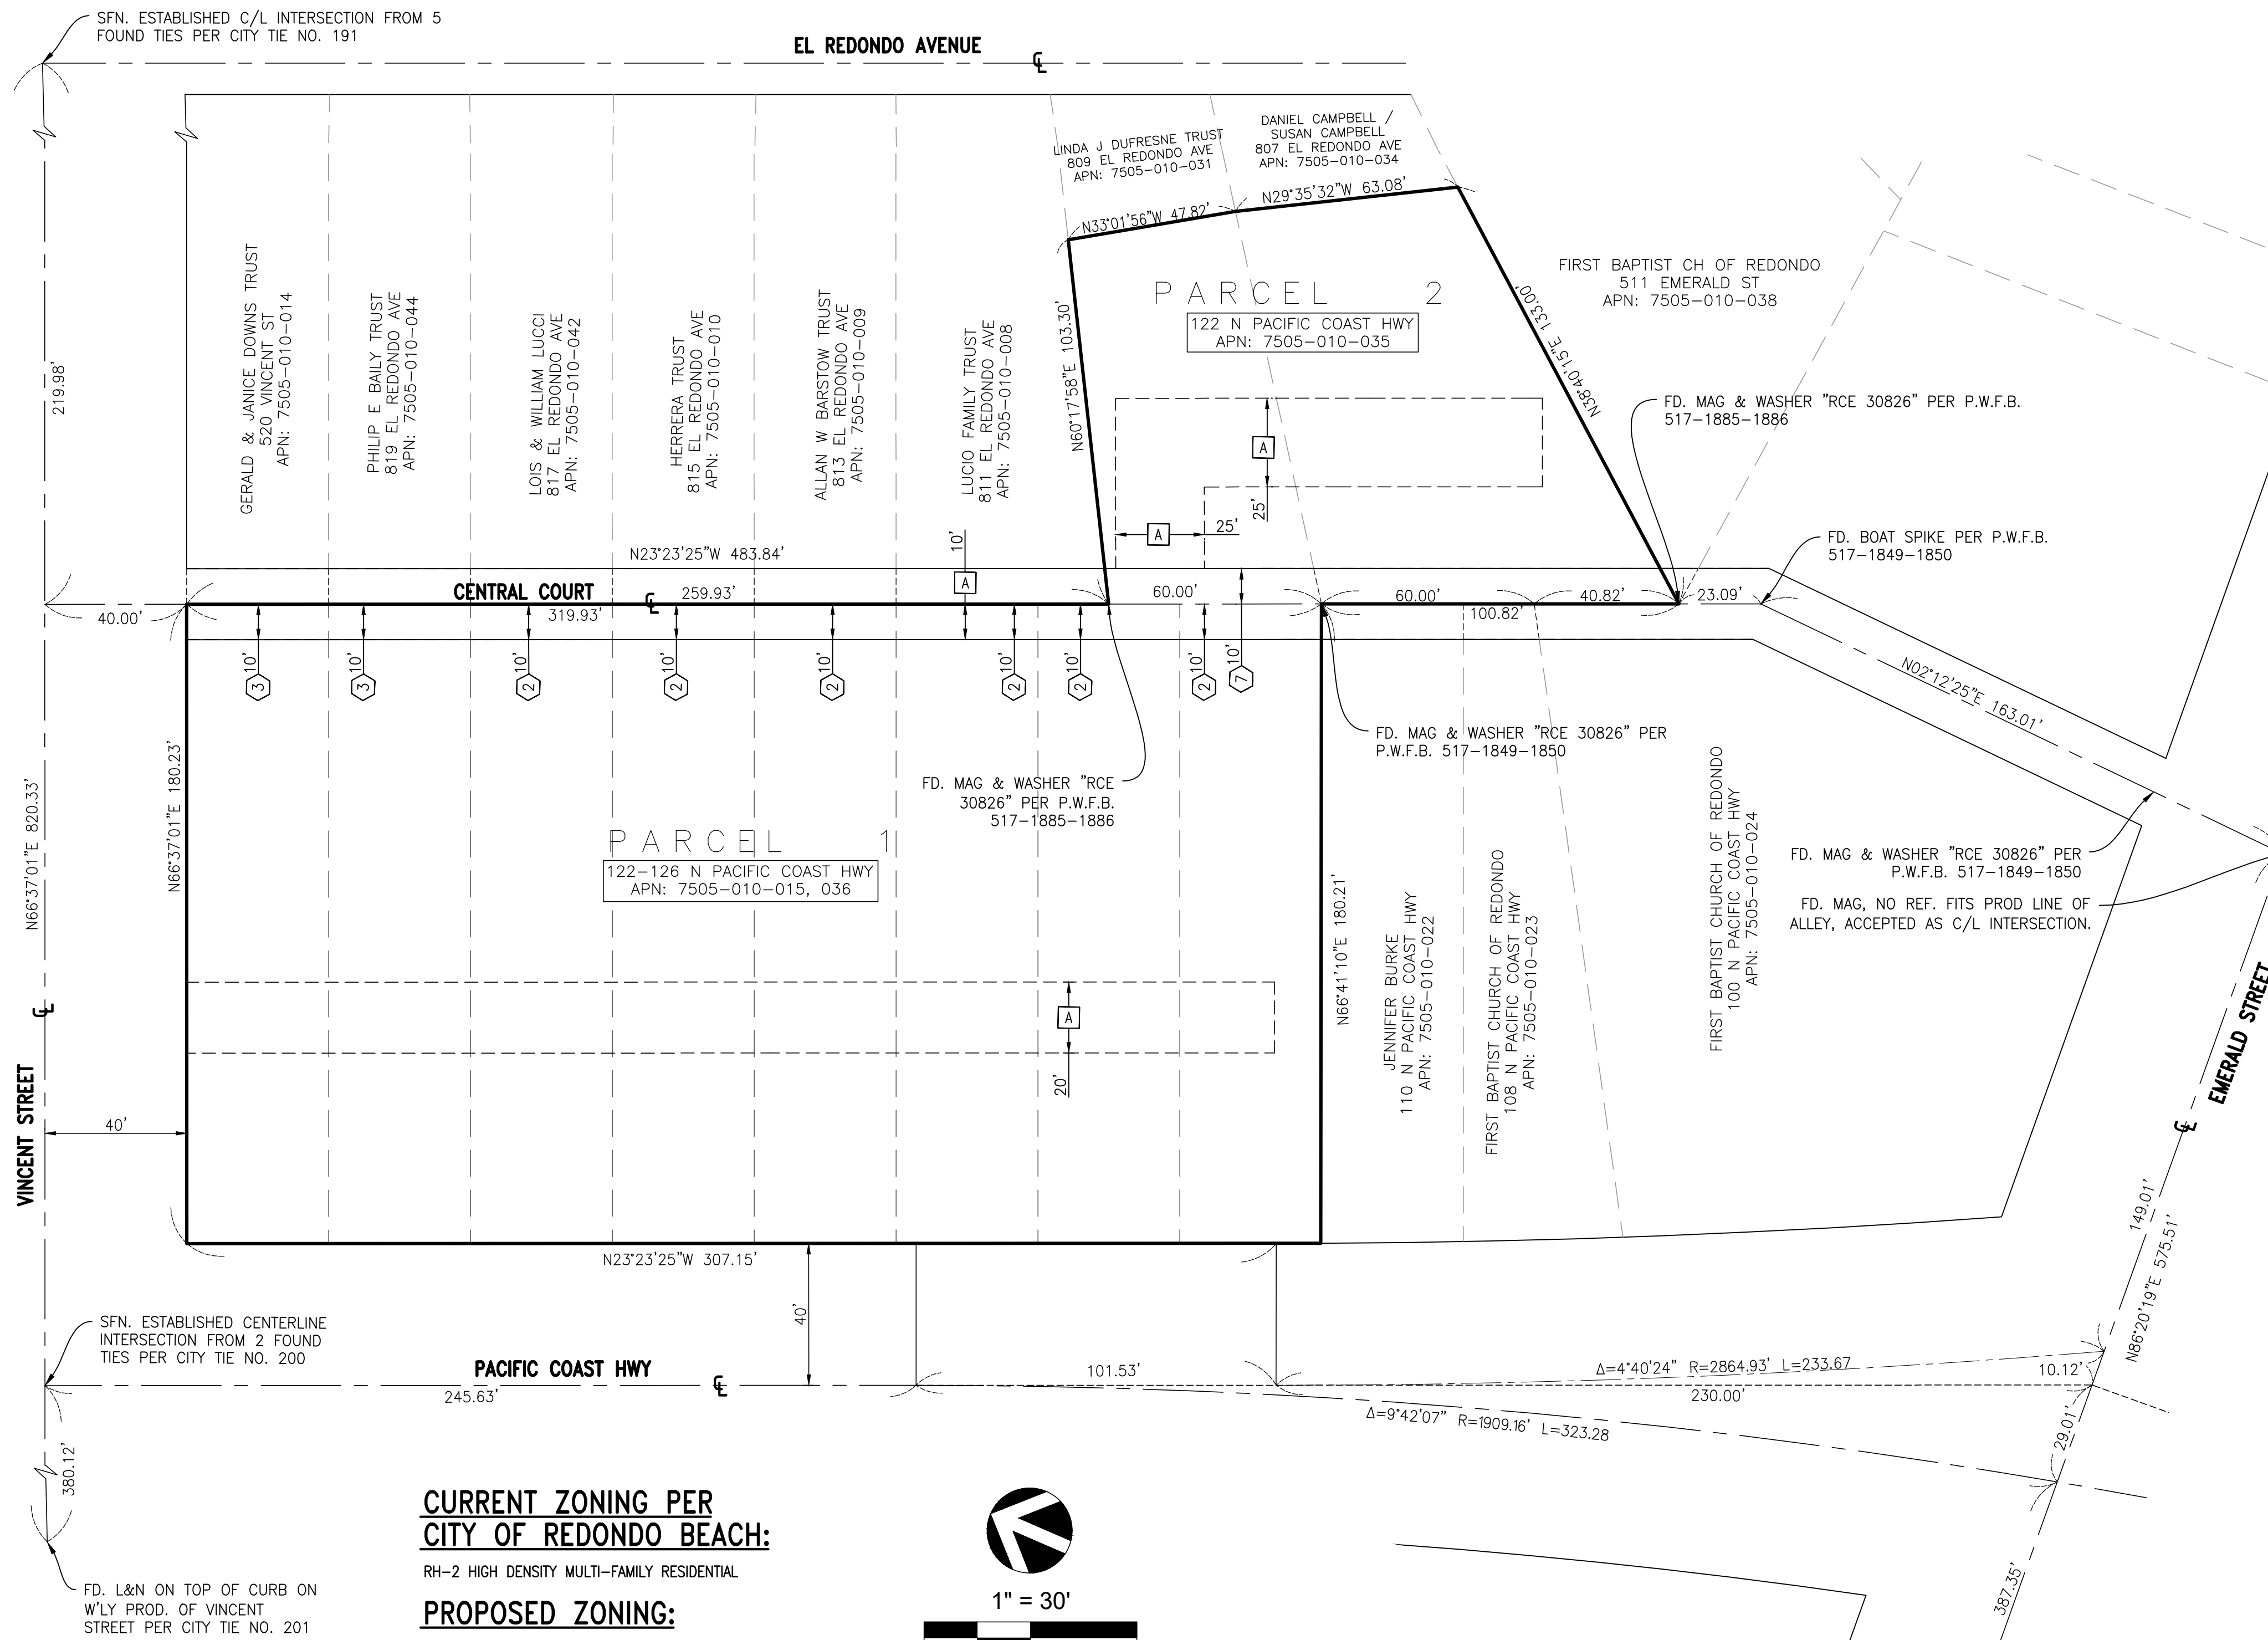 SFN. ESTABLISHED C/L INTERSECTION FROM 5
FOUND TIES PER CITY TIE NO. 191
EL REDONDO AVENUE
℄
LINDA J DUFRESNE TRUST
809 EL REDONDO AVE
APN: 7505-010-031
DANIEL CAMPBELL /
SUSAN CAMPBELL
807 EL REDONDO AVE
APN: 7505-010-034
N33°01'56"W 47.82'
N29°35'32"W 63.08'
219.98'
GERALD & JANICE DOWNS TRUST
520 VINCENT ST
APN: 7505-010-014
PHILIP E BAILY TRUST
819 EL REDONDO AVE
APN: 7505-010-044
LOIS & WILLIAM LUCCI
817 EL REDONDO AVE
APN: 7505-010-042
HERRERA TRUST
815 EL REDONDO AVE
APN: 7505-010-010
ALLAN W BARSTOW TRUST
813 EL REDONDO AVE
APN: 7505-010-009
LUCIO FAMILY TRUST
811 EL REDONDO AVE
APN: 7505-010-008
N60°17'58"E 103.30'
PARCEL 2
122 N PACIFIC COAST HWY
APN: 7505-010-035
N38°40'15"E 133.00'
FIRST BAPTIST CH OF REDONDO
511 EMERALD ST
APN: 7505-010-038
FD. MAG & WASHER "RCE 30826" PER P.W.F.B.
517-1885-1886
A
25'
A
25'
FD. BOAT SPIKE PER P.W.F.B.
517-1849-1850
N23°23'25"W 483.84'
10'
A
CENTRAL COURT
℄
259.93'
319.93'
40.00'
60.00'
60.00'
40.82'
100.82'
23.09'
10'
3
10'
3
10'
2
10'
2
10'
2
10'
2
10'
2
10'
2
10'
7
N02°12'25"E 163.01'
FD. MAG & WASHER "RCE 30826" PER
P.W.F.B. 517-1849-1850
FD. MAG & WASHER "RCE
30826" PER P.W.F.B.
517-1885-1886
N66°37'01"E 820.33'
N66°37'01"E 180.23'
PARCEL 1
122-126 N PACIFIC COAST HWY
APN: 7505-010-015, 036
N66°41'10"E 180.21'
JENNIFER BURKE
110 N PACIFIC COAST HWY
APN: 7505-010-022
FIRST BAPTIST CHURCH OF REDONDO
108 N PACIFIC COAST HWY
APN: 7505-010-023
FIRST BAPTIST CHURCH OF REDONDO
100 N PACIFIC COAST HWY
APN: 7505-010-024
FD. MAG & WASHER "RCE 30826" PER
P.W.F.B. 517-1849-1850
FD. MAG, NO REF. FITS PROD LINE OF
ALLEY, ACCEPTED AS C/L INTERSECTION.
A
20'
℄
VINCENT STREET
40'
EMERALD STREET
℄
N23°23'25"W 307.15'
40'
149.01'
N86°20'19"E 575.51'
SFN. ESTABLISHED CENTERLINE
INTERSECTION FROM 2 FOUND
TIES PER CITY TIE NO. 200
PACIFIC COAST HWY
℄
245.63'
101.53'
Δ=4°40'24" R=2864.93' L=233.67
10.12'
230.00'
Δ=9°42'07" R=1909.16' L=323.28
29.01'
380.12'
387.35'
FD. L&N ON TOP OF CURB ON
W'LY PROD. OF VINCENT
STREET PER CITY TIE NO. 201
CURRENT ZONING PER
CITY OF REDONDO BEACH:
RH-2 HIGH DENSITY MULTI-FAMILY RESIDENTIAL
PROPOSED ZONING:
1" = 30'